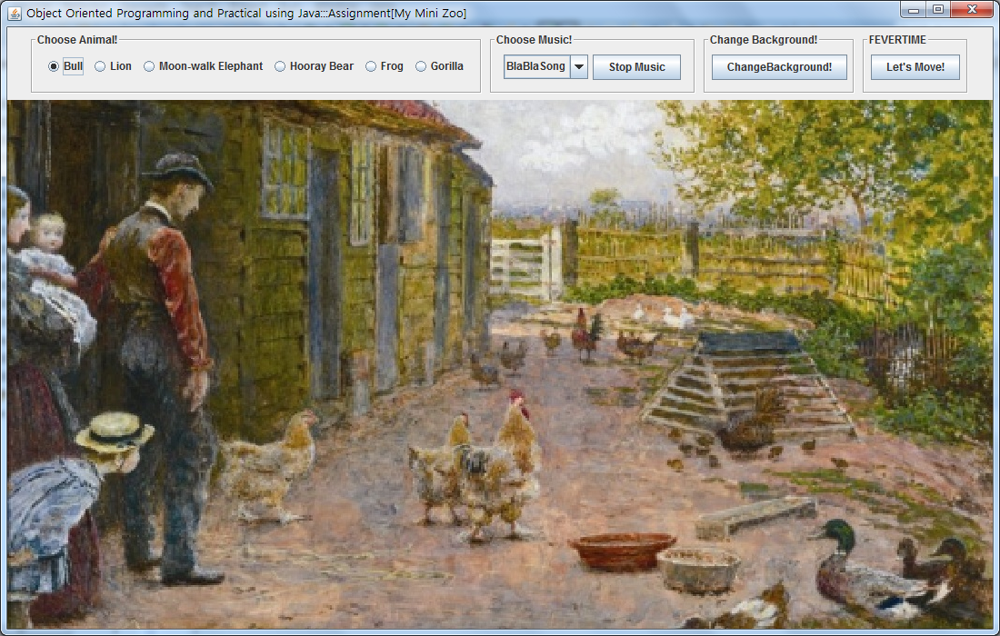 Object Oriented Programming and Practical using Java:::Assignment[My Mini Zoo]
Choose Animal!
Bull Lion Moon-walk Elephant Hooray Bear Frog Gorilla
Choose Music!
BlaBlaSong Stop Music
Change Background!
ChangeBackground!
FEVERTIME
Let's Move!